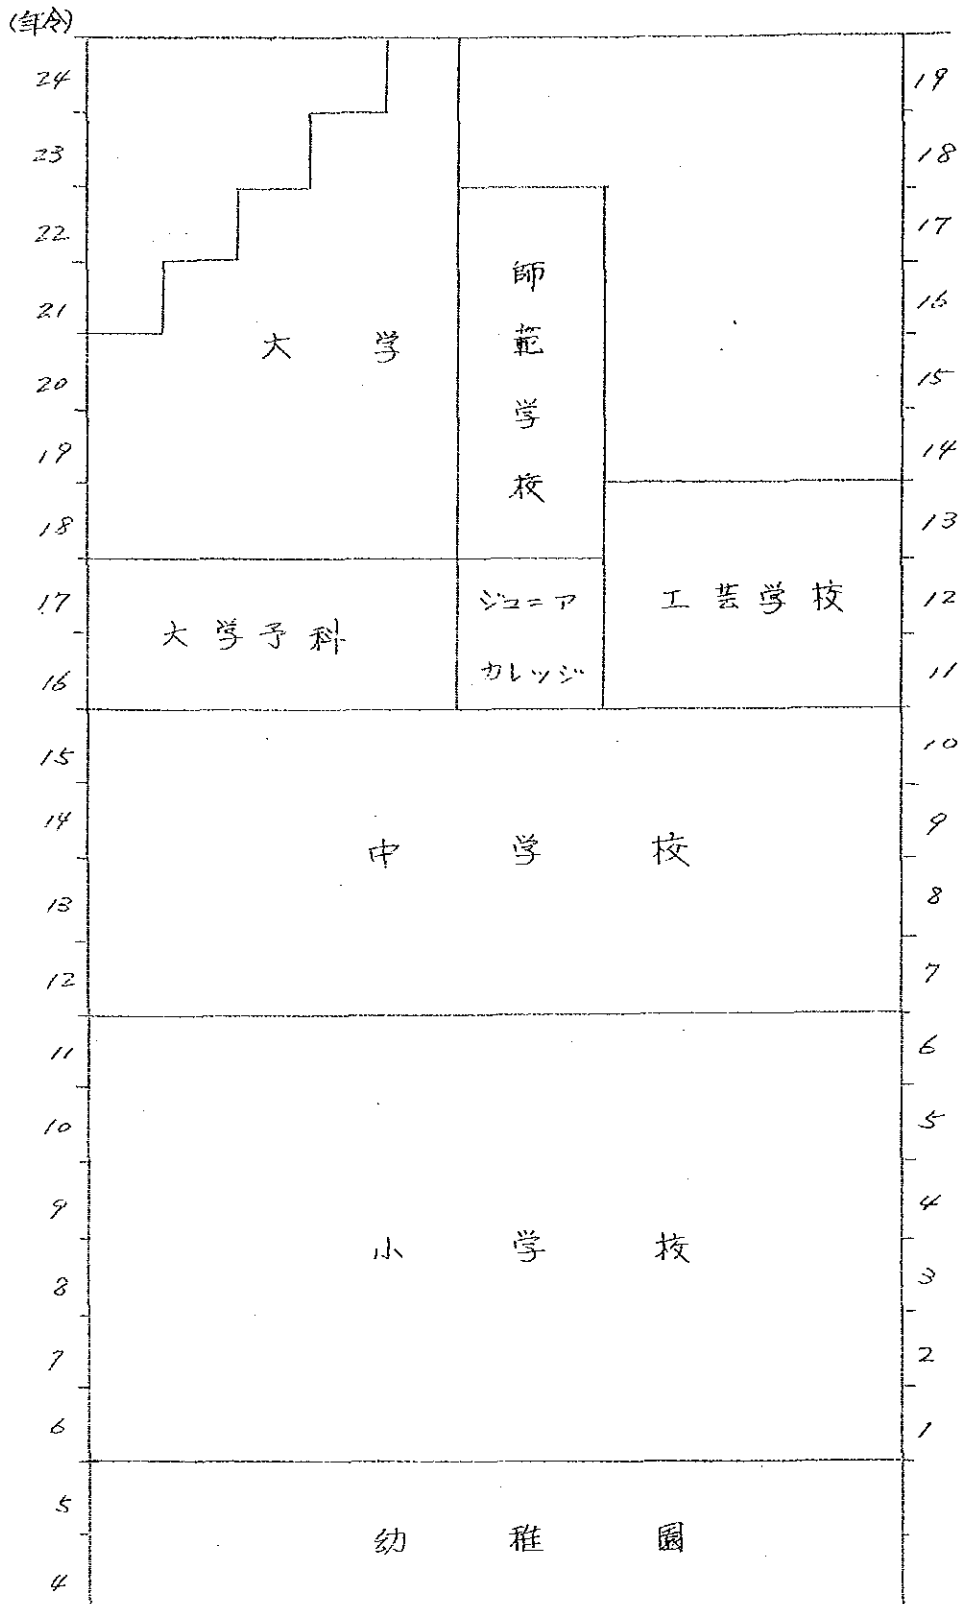 (年令)
24 19
23 18
22 17
21 16
20 15
19 14
18 13
17 12
16 11
15 10
14 9
13 8
12 7
11 6
10 5
9 4
8 3
7 2
6 1
5
4
大学
師範学校
大学予科
ジュニア
カレッジ
工芸学校
中学校
小学校
幼稚園